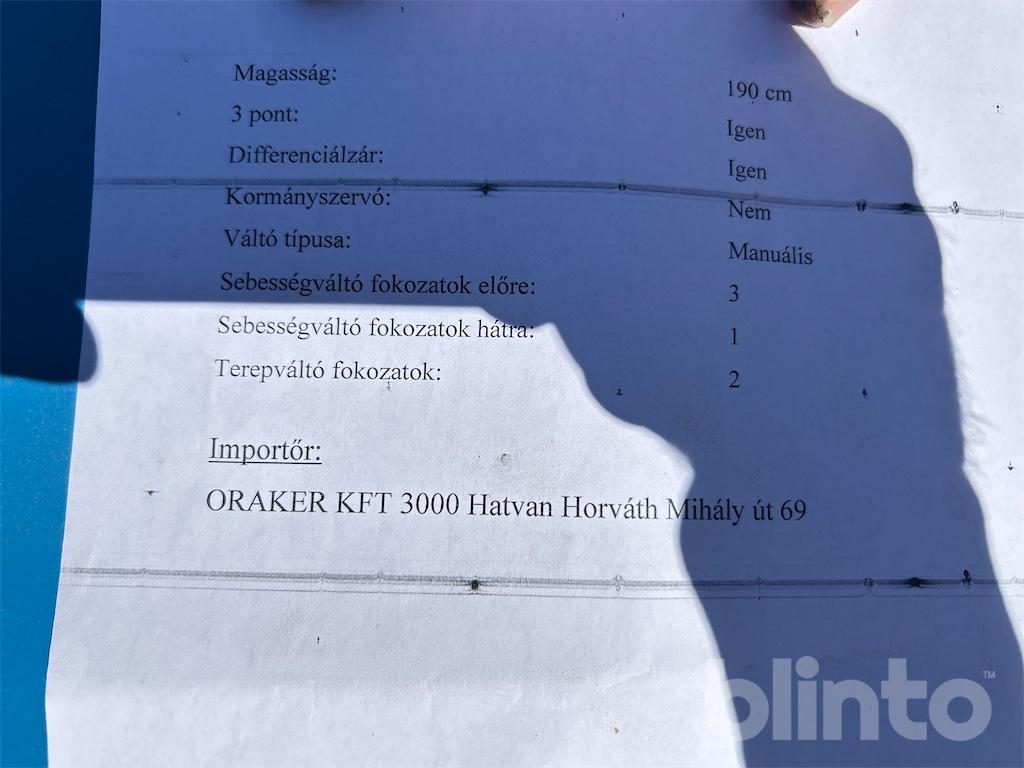 Magasság: 190 cm
3 pont: Igen
Differenciálzár: Igen
Kormányszervó: Nem
Váltó típusa: Manuális
Sebességváltó fokozatok előre: 3
Sebességváltó fokozatok hátra: 1
Terepváltó fokozatok: 2
Importőr:
ORAKER KFT 3000 Hatvan Horváth Mihály út 69
blinto™